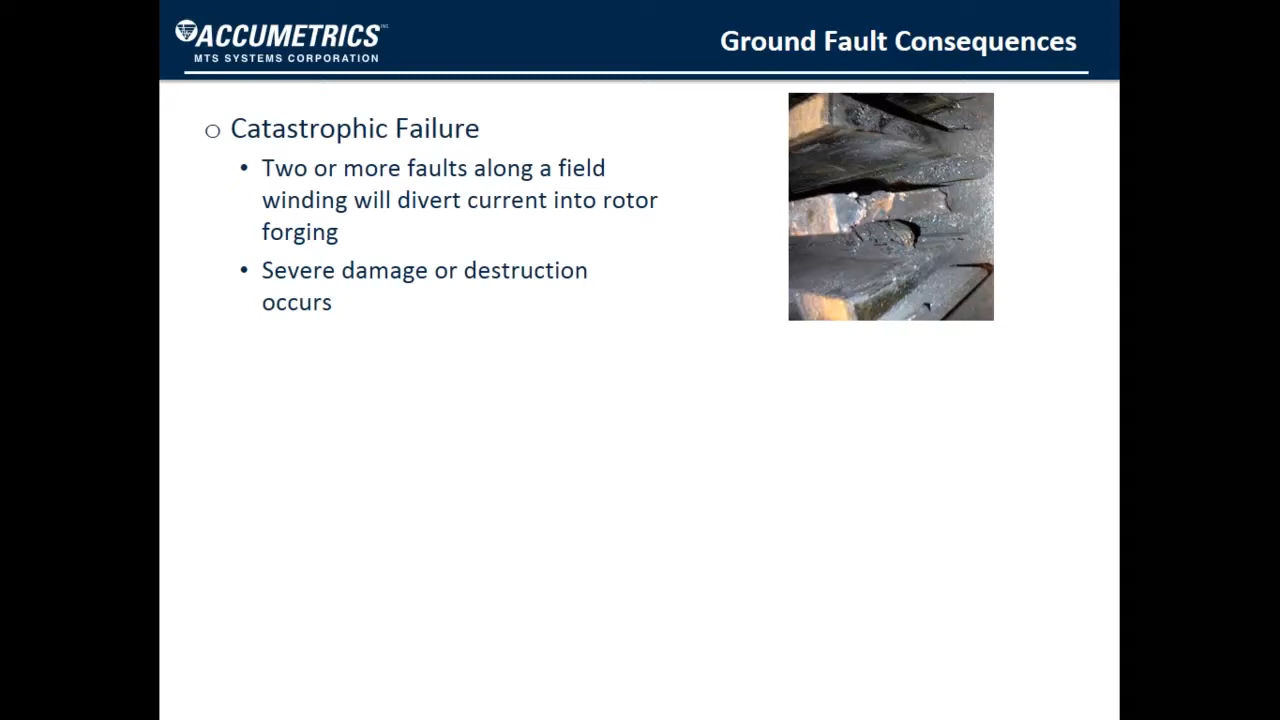 ACCUMETRICS INC.
MTS SYSTEMS CORPORATION
Ground Fault Consequences
o Catastrophic Failure
• Two or more faults along a field
winding will divert current into rotor
forging
• Severe damage or destruction
occurs